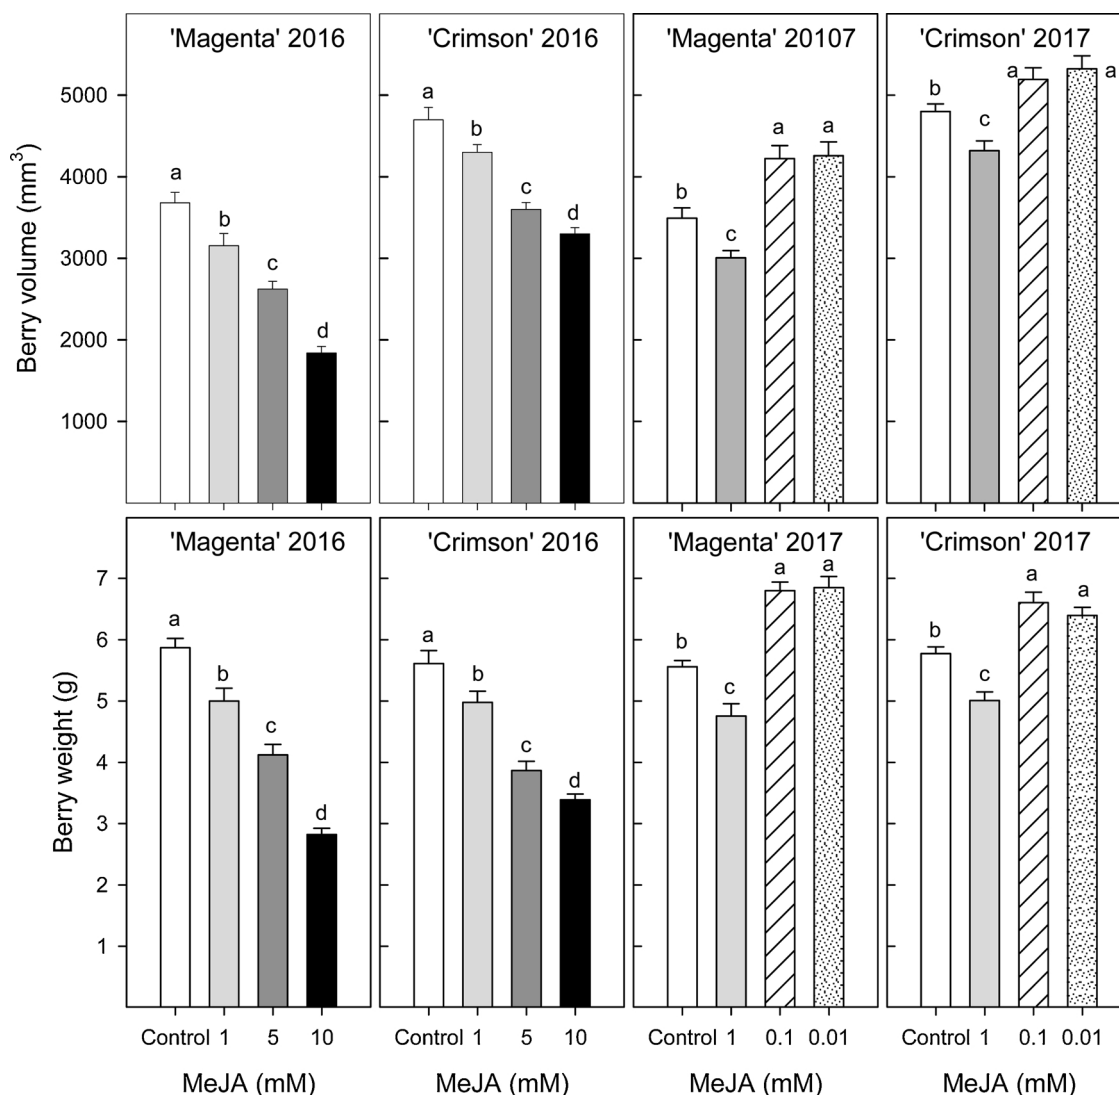 'Magenta' 2016
'Crimson' 2016
'Magenta' 20107
'Crimson' 2017
Berry volume (mm³)
5000
4000
3000
2000
1000
a
b
c
d
a
b
c
d
b
c
a
a
b
c
a
a
'Magenta' 2016
'Crimson' 2016
'Magenta' 2017
'Crimson' 2017
Berry weight (g)
7
6
5
4
3
2
1
a
b
c
d
a
b
c
d
b
c
a
a
b
c
a
a
Control 1 5 10
Control 1 5 10
Control 1 0.1 0.01
Control 1 0.1 0.01
MeJA (mM)
MeJA (mM)
MeJA (mM)
MeJA (mM)